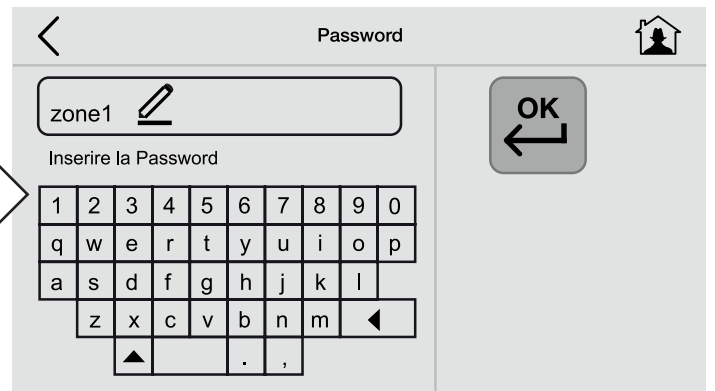 Password
zone1
OK
Inserire la Password
1 2 3 4 5 6 7 8 9 0
q w e r t y u i o p
a s d f g h j k l
z x c v b n m
. ,